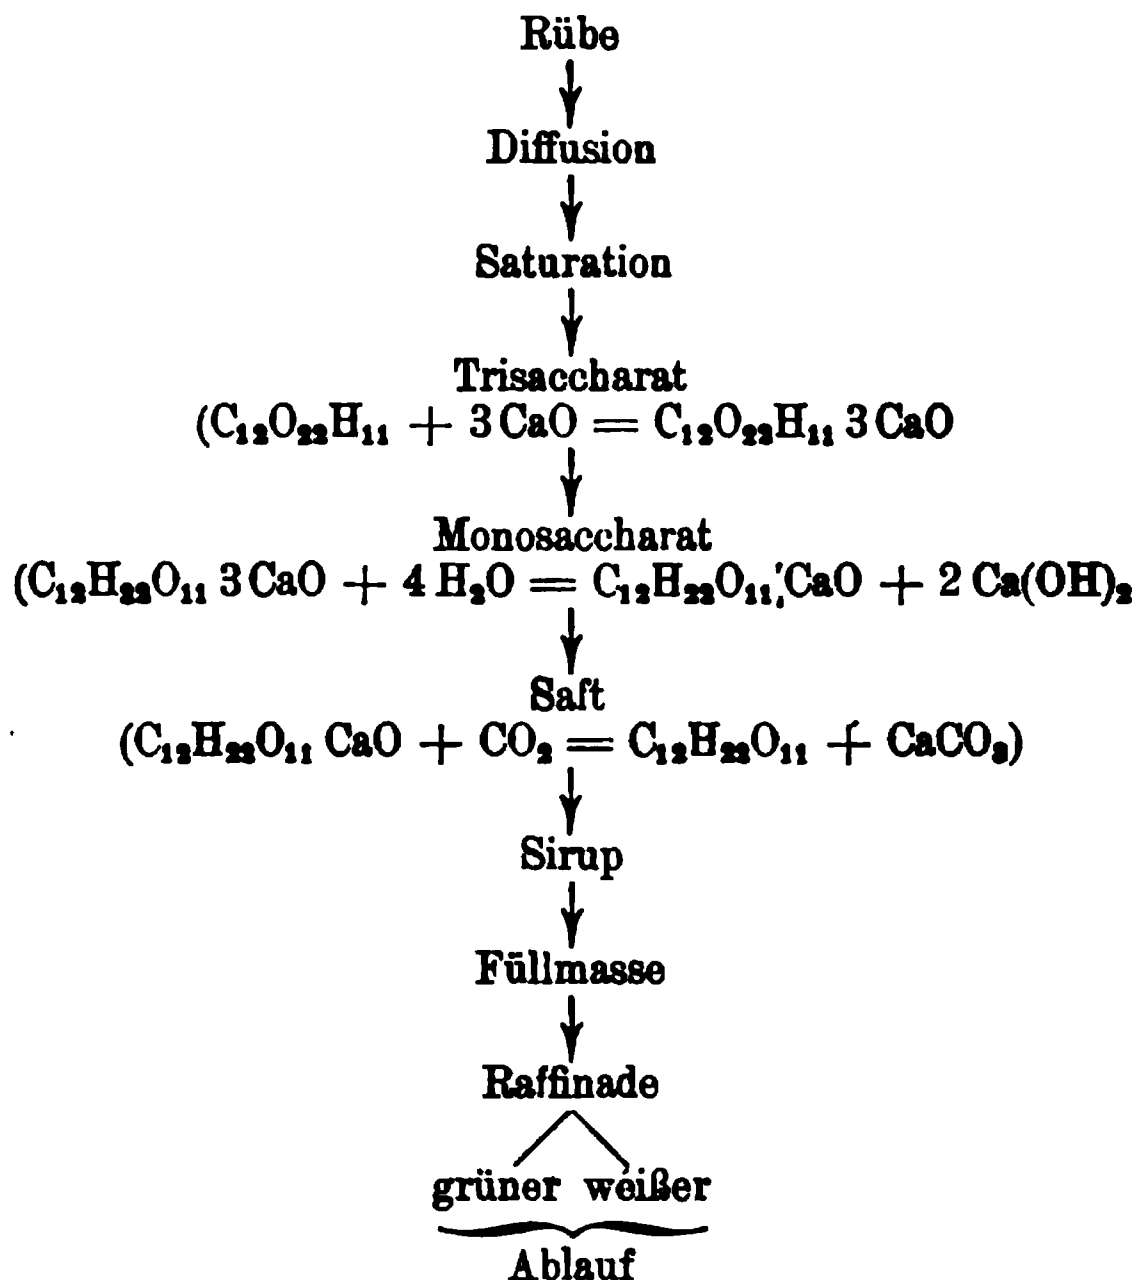 Rübe
Diffusion
Saturation
Trisaccharat
(C₁₂O₂₂H₁₁ + 3 CaO = C₁₂O₂₂H₁₁ 3 CaO
Monosaccharat
(C₁₂H₂₂O₁₁ 3 CaO + 4 H₂O = C₁₂H₂₂O₁₁, CaO + 2 Ca(OH)₂
Saft
(C₁₂H₂₂O₁₁ CaO + CO₂ = C₁₂H₂₂O₁₁ + CaCO₃)
Sirup
Füllmasse
Raffinade
grüner weißer
Ablauf